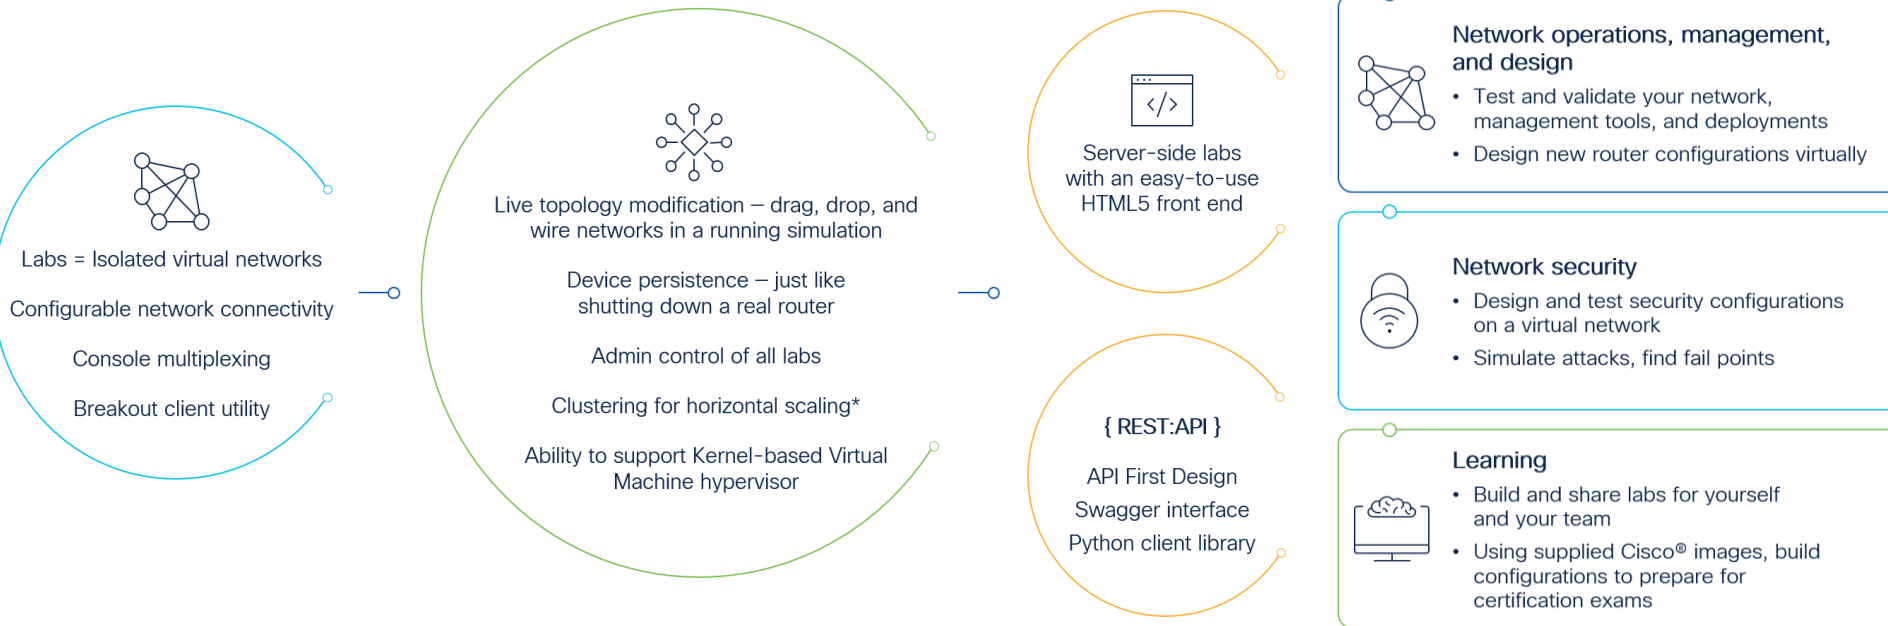 Labs = Isolated virtual networks
Configurable network connectivity
Console multiplexing
Breakout client utility
Live topology modification – drag, drop, and
wire networks in a running simulation
Device persistence – just like
shutting down a real router
Admin control of all labs
Clustering for horizontal scaling*
Ability to support Kernel-based Virtual
Machine hypervisor
</>
Server-side labs
with an easy-to-use
HTML5 front end
{ REST:API }
API First Design
Swagger interface
Python client library
Network operations, management,
and design
• Test and validate your network,
management tools, and deployments
• Design new router configurations virtually
Network security
• Design and test security configurations
on a virtual network
• Simulate attacks, find fail points
Learning
• Build and share labs for yourself
and your team
• Using supplied Cisco® images, build
configurations to prepare for
certification exams